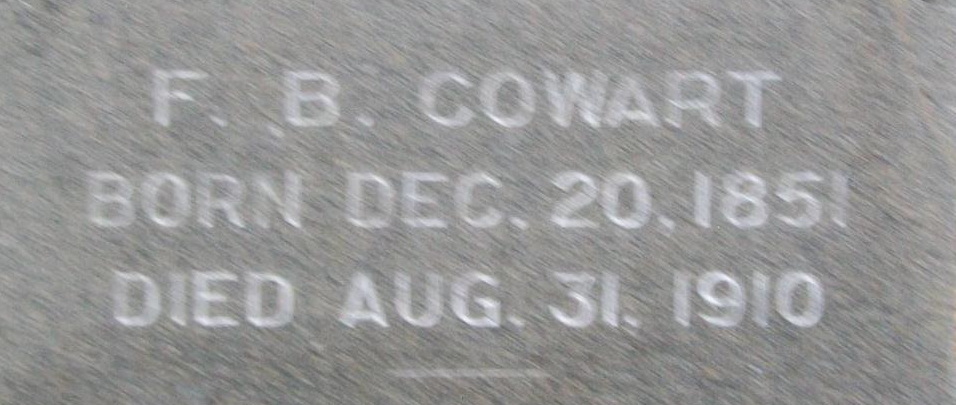 F. B. COWART
BORN DEC. 20, 1851
DIED AUG. 31, 1910